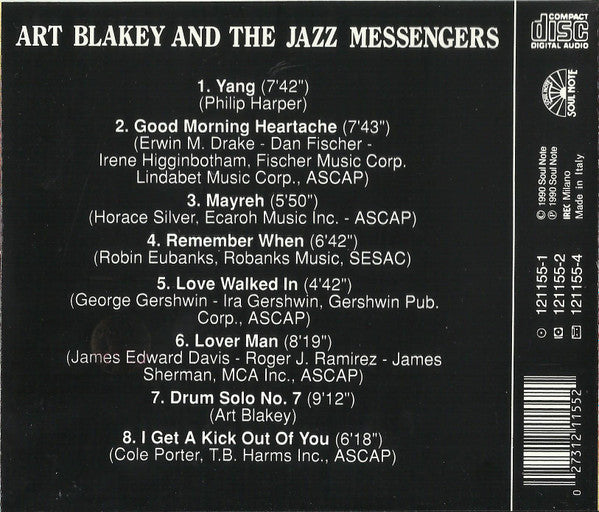 ART BLAKEY AND THE JAZZ MESSENGERS
COMPACT
disc
DIGITAL AUDIO
SOUL NOTE
SOUL NOTE
1. Yang (7'42")
(Philip Harper)
2. Good Morning Heartache (7'43")
(Erwin M. Drake - Dan Fischer -
Irene Higginbotham, Fischer Music Corp.
Lindabet Music Corp., ASCAP)
3. Mayreh (5'50")
(Horace Silver, Ecaroh Music Inc. - ASCAP)
4. Remember When (6'42")
(Robin Eubanks, Robanks Music, SESAC)
5. Love Walked In (4'42")
(George Gershwin - Ira Gershwin, Gershwin Pub.
Corp., ASCAP)
6. Lover Man (8'19")
(James Edward Davis - Roger J. Ramirez - James
Sherman, MCA Inc., ASCAP)
7. Drum Solo No. 7 (9'12")
(Art Blakey)
8. I Get A Kick Out Of You (6'18")
(Cole Porter, T.B. Harms Inc., ASCAP)
© 1990 Soul Note
℗ 1990 Soul Note
IREC Milano
Made in Italy
121155-1
121155-2
121155-4
0 27312 11552